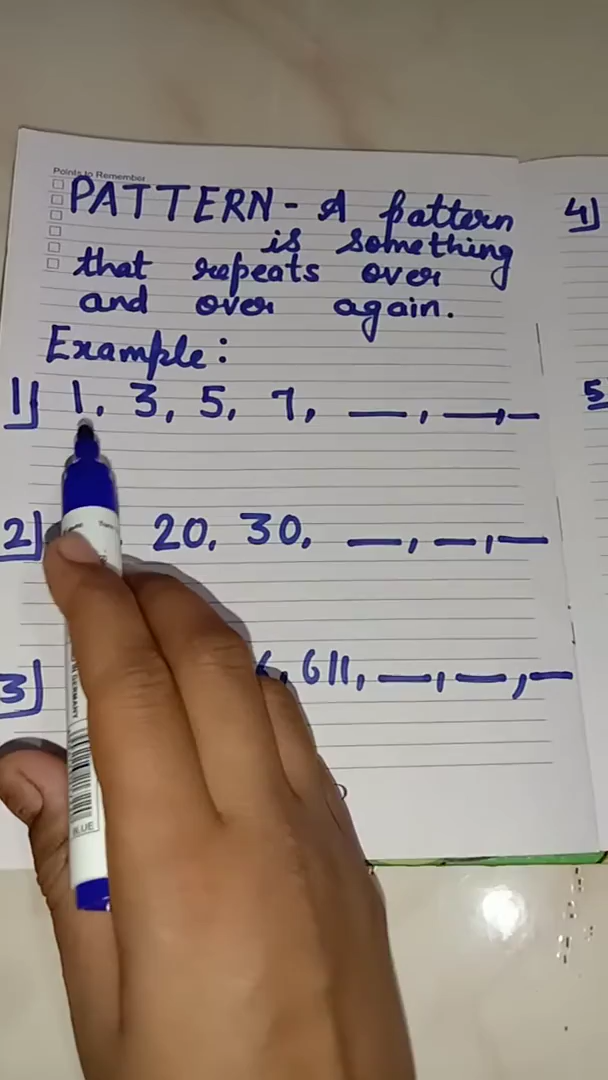 Points to Remember
PATTERN - A pattern
is something
that repeats over
and over again.
Example:
1] 1, 3, 5, 7, __, __, __
2] 20, 30, __, __, __
3] 611, __, __, __
4]
5
BLUE